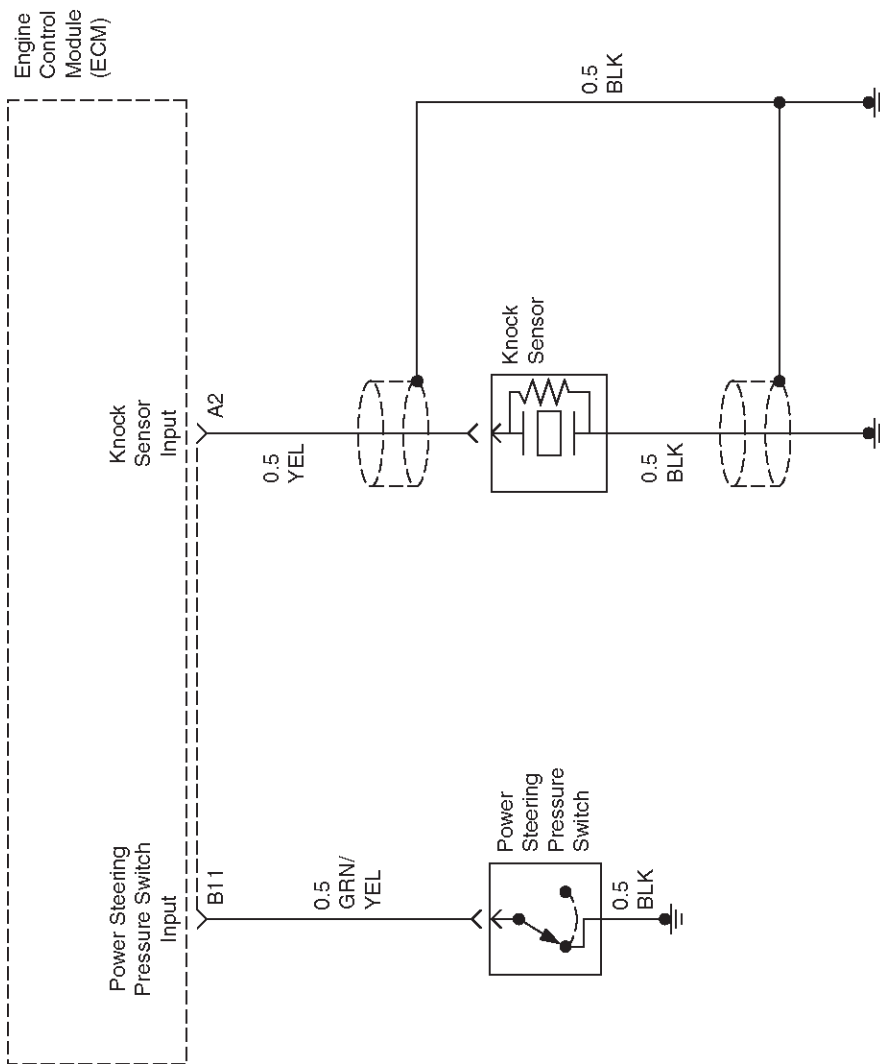 Engine
Control
Module
(ECM)
Power Steering
Pressure Switch
Input
B11
Knock
Sensor
Input
A2
0.5
GRN/
YEL
0.5
YEL
0.5
BLK
Power
Steering
Pressure
Switch
Knock
Sensor
0.5
BLK
0.5
BLK